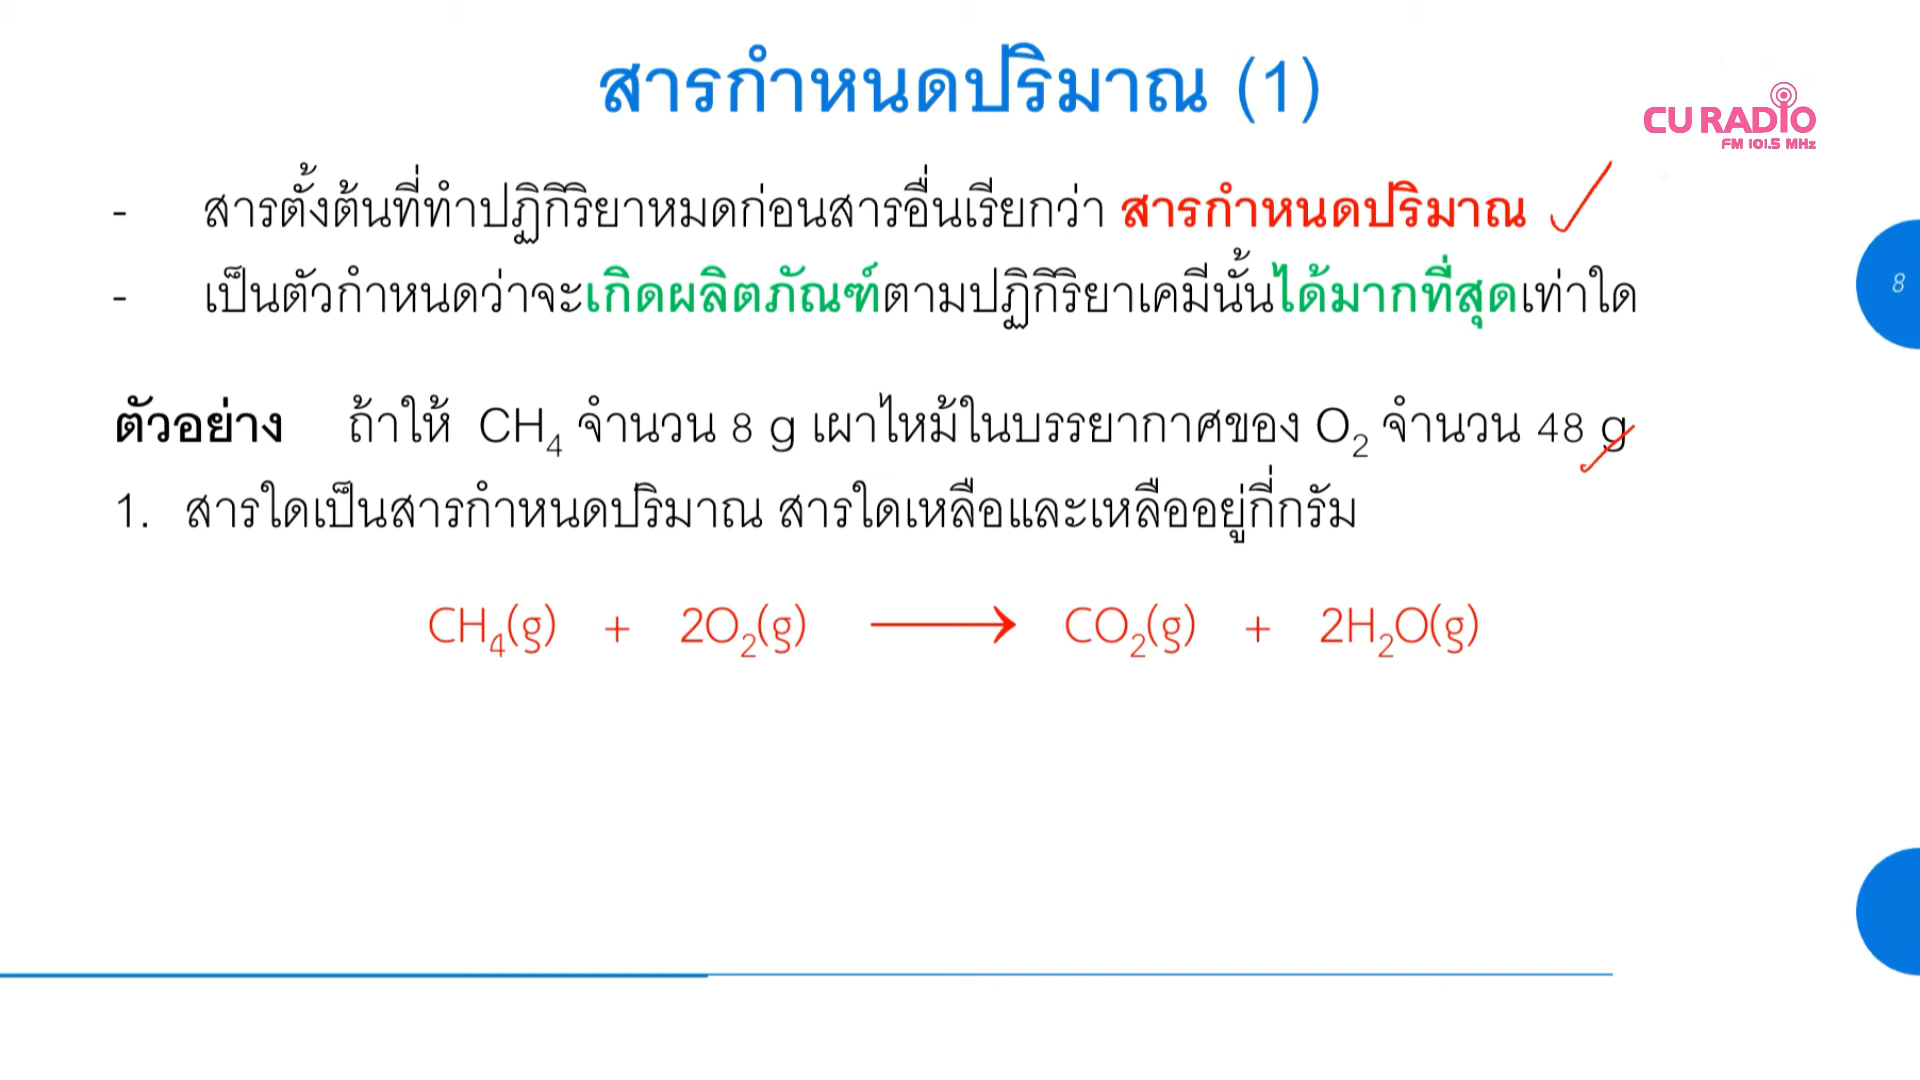 สารกำหนดปริมาณ (1)
CU RADIO
FM 101.5 MHz
- สารตั้งต้นที่ทำปฏิกิริยาหมดก่อนสารอื่นเรียกว่า สารกำหนดปริมาณ
- เป็นตัวกำหนดว่าจะเกิดผลิตภัณฑ์ตามปฏิกิริยาเคมีนั้นได้มากที่สุดเท่าใด
8
ตัวอย่าง ถ้าให้ CH₄ จำนวน 8 g เผาไหม้ในบรรยากาศของ O₂ จำนวน 48 g
1. สารใดเป็นสารกำหนดปริมาณ สารใดเหลือและเหลืออยู่กี่กรัม
CH₄(g) + 2O₂(g) ⟶ CO₂(g) + 2H₂O(g)